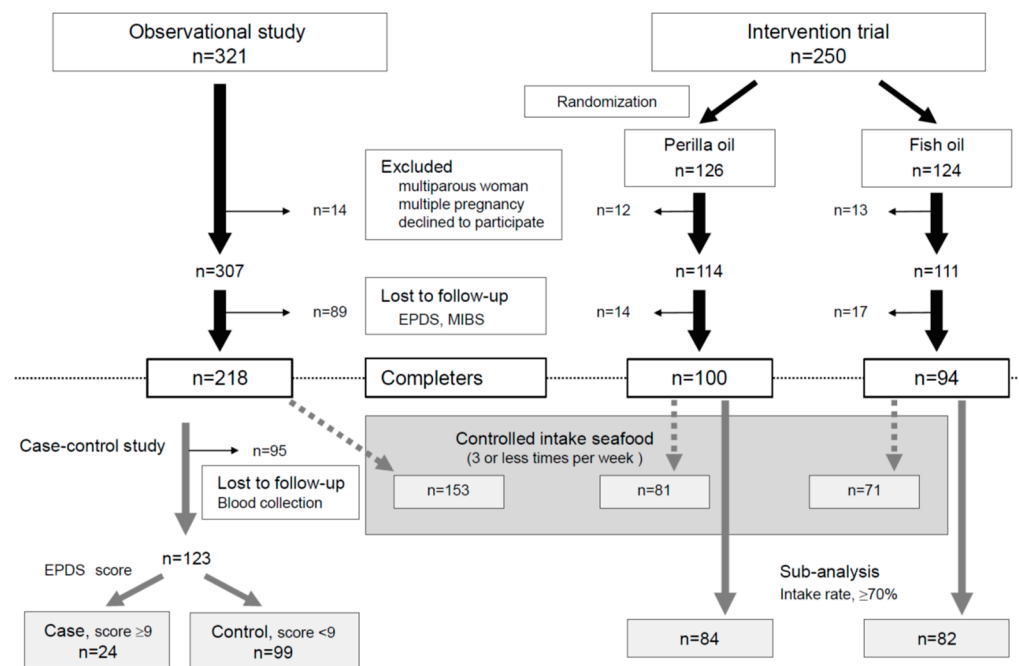 Observational study
n=321
Intervention trial
n=250
Randomization
Perilla oil
n=126
Fish oil
n=124
Excluded
multiparous woman
multiple pregnancy
declined to participate
n=14
n=12
n=13
n=307
n=114
n=111
Lost to follow-up
EPDS, MIBS
n=89
n=14
n=17
n=218
Completers
n=100
n=94
Case-control study
n=95
Lost to follow-up
Blood collection
Controlled intake seafood
(3 or less times per week )
n=153
n=81
n=71
n=123
EPDS score
Sub-analysis
Intake rate, ≥70%
Case, score ≥9
n=24
Control, score <9
n=99
n=84
n=82